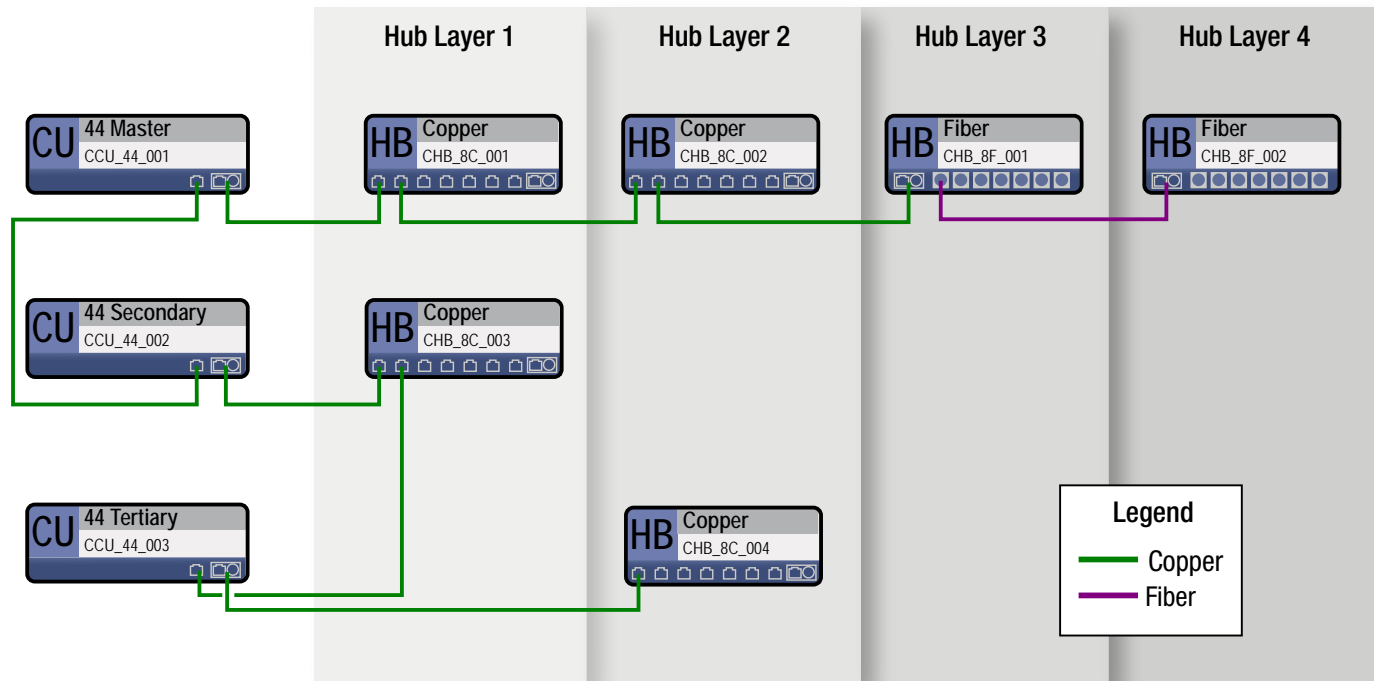 Hub Layer 1
Hub Layer 2
Hub Layer 3
Hub Layer 4
CU
44 Master
CCU_44_001
HB
Copper
CHB_8C_001
HB
Copper
CHB_8C_002
HB
Fiber
CHB_8F_001
HB
Fiber
CHB_8F_002
CU
44 Secondary
CCU_44_002
HB
Copper
CHB_8C_003
CU
44 Tertiary
CCU_44_003
HB
Copper
CHB_8C_004
Legend
Copper
Fiber